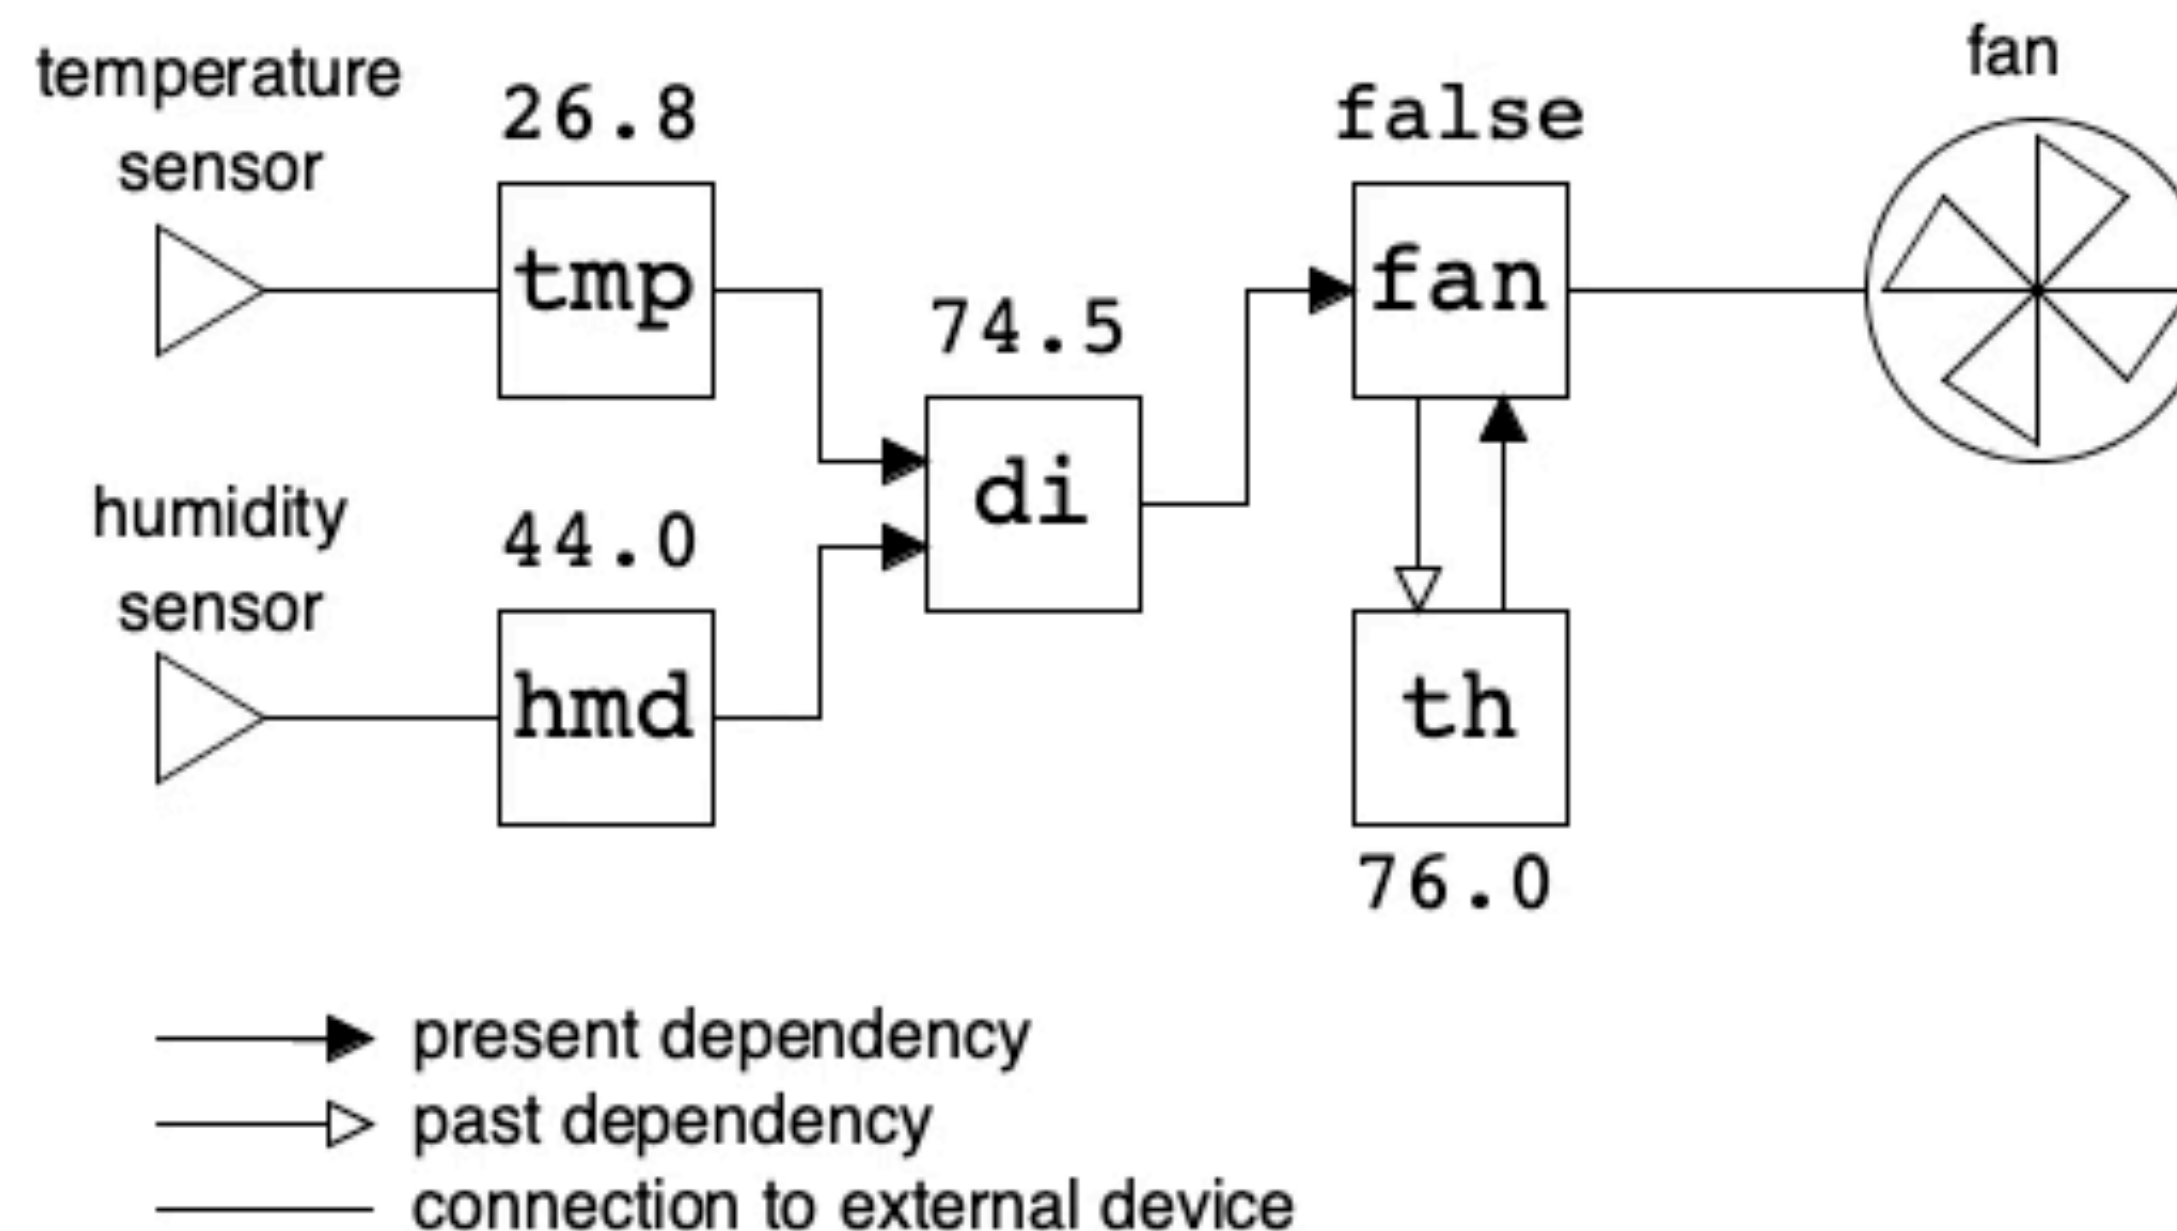 temperature
sensor
26.8
tmp
humidity
sensor
44.0
hmd
74.5
di
false
fan
th
76.0
fan
present dependency
past dependency
connection to external device